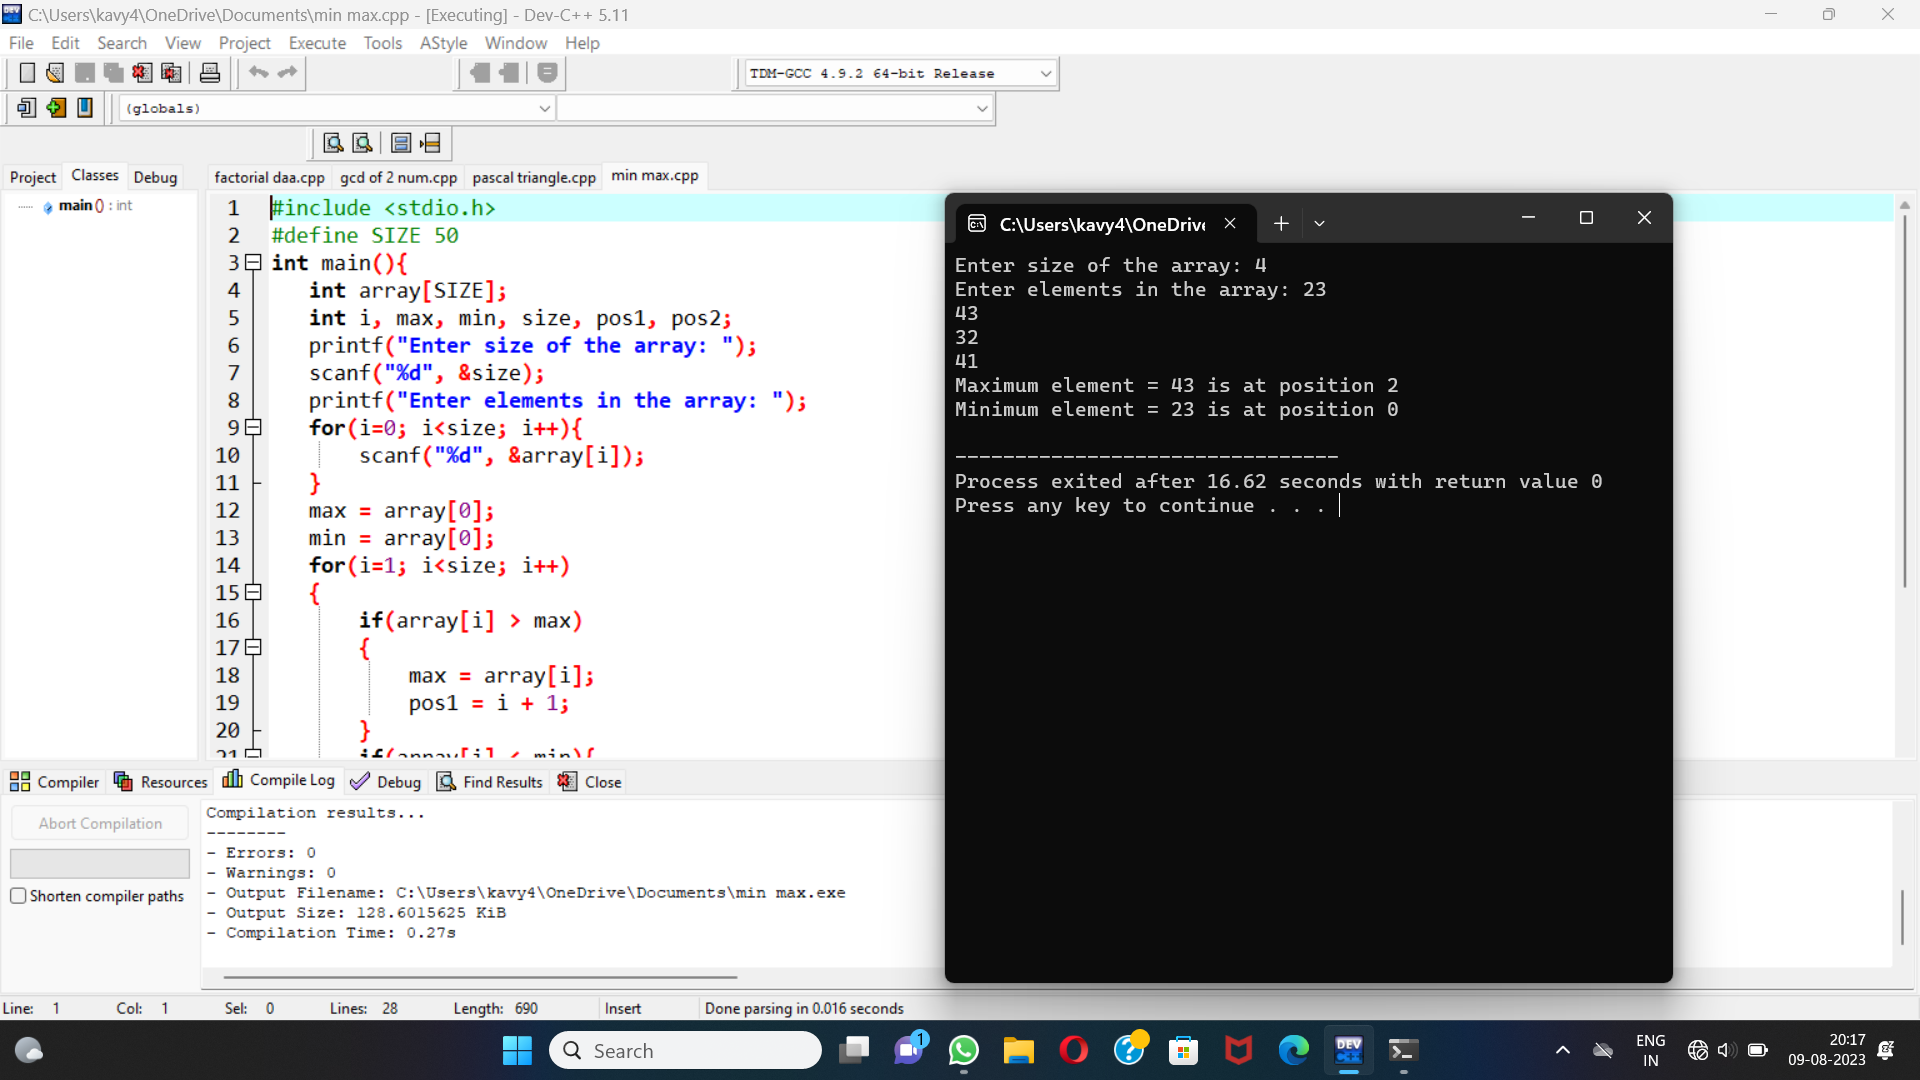 C:\Users\kavy4\OneDrive\Documents\min max.cpp - [Executing] - Dev-C++ 5.11
File Edit Search View Project Execute Tools AStyle Window Help
TDM-GCC 4.9.2 64-bit Release
(globals)
Project Classes Debug
factorial daa.cpp gcd of 2 num.cpp pascal triangle.cpp min max.cpp
main () : int
1 #include <stdio.h>
2 #define SIZE 50
3 int main(){
4 int array[SIZE];
5 int i, max, min, size, pos1, pos2;
6 printf("Enter size of the array: ");
7 scanf("%d", &size);
8 printf("Enter elements in the array: ");
9 for(i=0; i<size; i++){
10 scanf("%d", &array[i]);
11 }
12 max = array[0];
13 min = array[0];
14 for(i=1; i<size; i++)
15 {
16 if(array[i] > max)
17 {
18 max = array[i];
19 pos1 = i + 1;
20 }
21 if(array[i] < min){
C:\Users\kavy4\OneDrive
Enter size of the array: 4
Enter elements in the array: 23
43
32
41
Maximum element = 43 is at position 2
Minimum element = 23 is at position 0
--------------------------------
Process exited after 16.62 seconds with return value 0
Press any key to continue . . .
Compiler Resources Compile Log Debug Find Results Close
Abort Compilation
Shorten compiler paths
Compilation results...
--------
- Errors: 0
- Warnings: 0
- Output Filename: C:\Users\kavy4\OneDrive\Documents\min max.exe
- Output Size: 128.6015625 KiB
- Compilation Time: 0.27s
Line: 1 Col: 1 Sel: 0 Lines: 28 Length: 690 Insert Done parsing in 0.016 seconds
Search
1
DEV C++
ENG
IN
20:17
09-08-2023